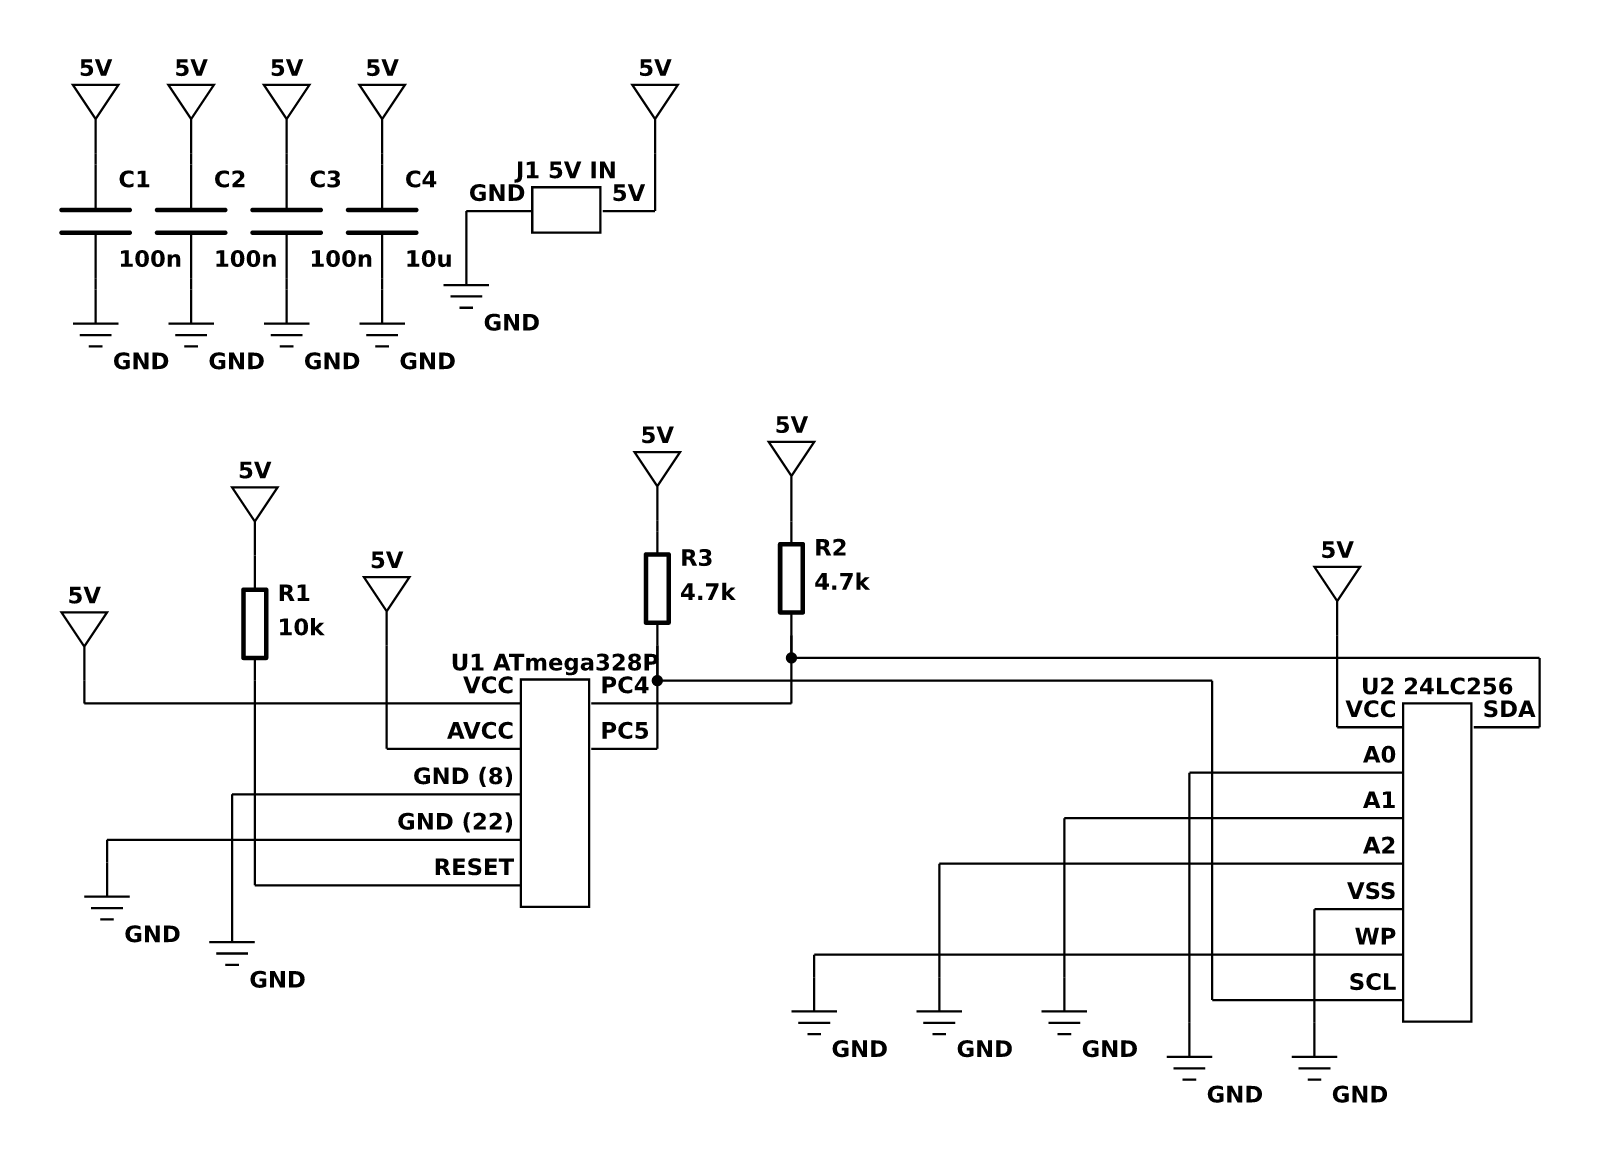 5V 5V 5V 5V 5V
C1 C2 C3 C4
J1 5V IN
GND 5V
100n 100n 100n 10u
GND
GND GND GND GND
5V
5V
5V
R2
4.7k
R3
4.7k
5V
5V
5V
R1
10k
U1 ATmega328P
VCC PC4
AVCC PC5
GND (8)
GND (22)
RESET
GND
GND
U2 24LC256
VCC SDA
A0
A1
A2
VSS
WP
SCL
GND GND GND
GND GND